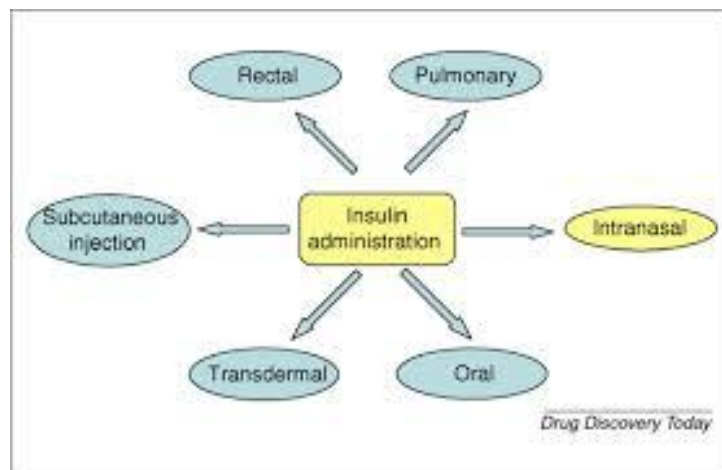 Rectal
Pulmonary
Subcutaneous
injection
Insulin
administration
Intranasal
Transdermal
Oral
Drug Discovery Today